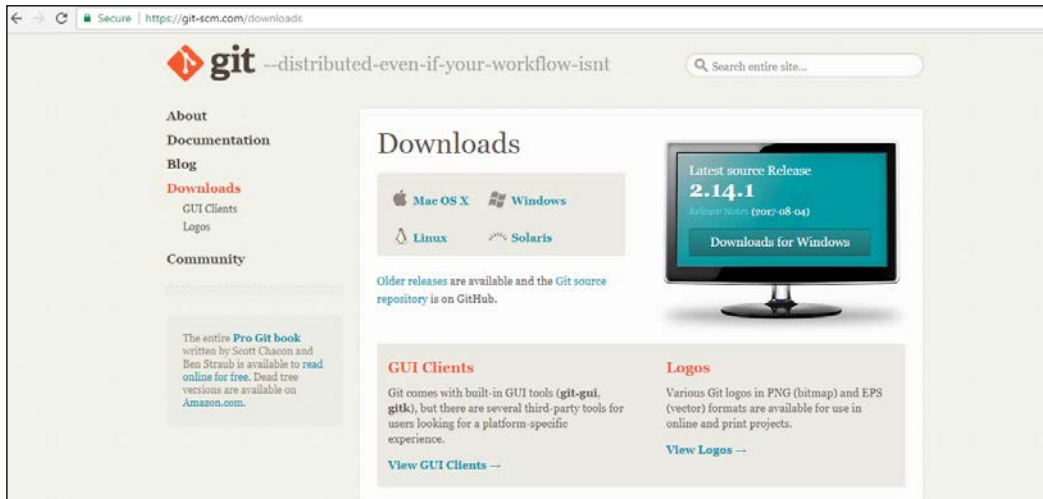 Secure | https://git-scm.com/downloads
git --distributed-even-if-your-workflow-isnt
Search entire site...
About
Documentation
Blog
Downloads
GUI Clients
Logos
Community
The entire Pro Git book
written by Scott Chacon and
Ben Straub is available to read
online for free. Dead tree
versions are available on
Amazon.com.
Downloads
Mac OS X
Windows
Linux
Solaris
Older releases are available and the Git source
repository is on GitHub.
Latest source Release
2.14.1
Release Notes (2017-08-04)
Downloads for Windows
GUI Clients
Git comes with built-in GUI tools (git-gui,
gitk), but there are several third-party tools for
users looking for a platform-specific
experience.
View GUI Clients →
Logos
Various Git logos in PNG (bitmap) and EPS
(vector) formats are available for use in
online and print projects.
View Logos →